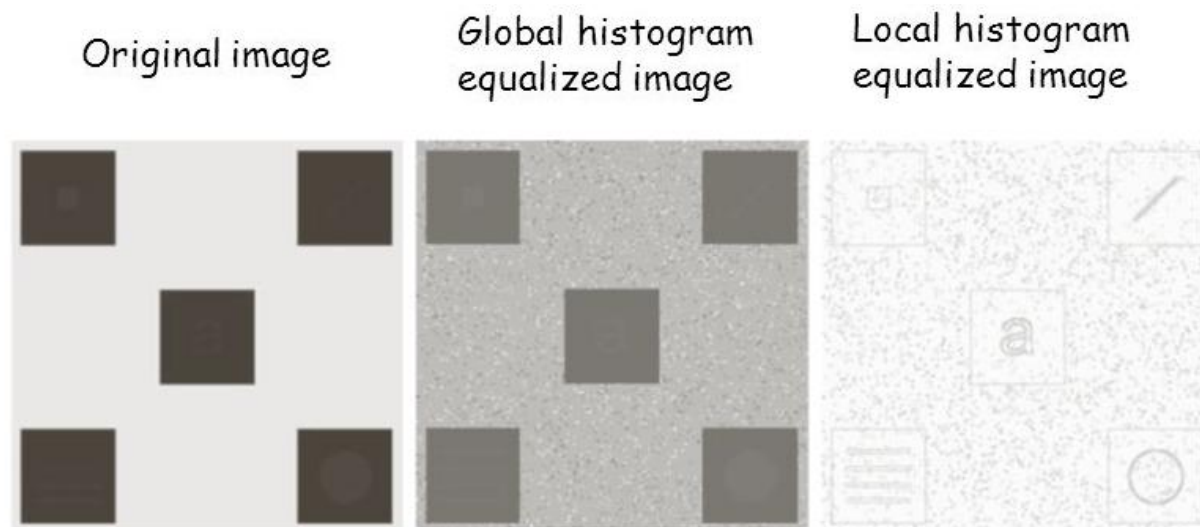 Original image
Global histogram
equalized image
Local histogram
equalized image
a
a
a